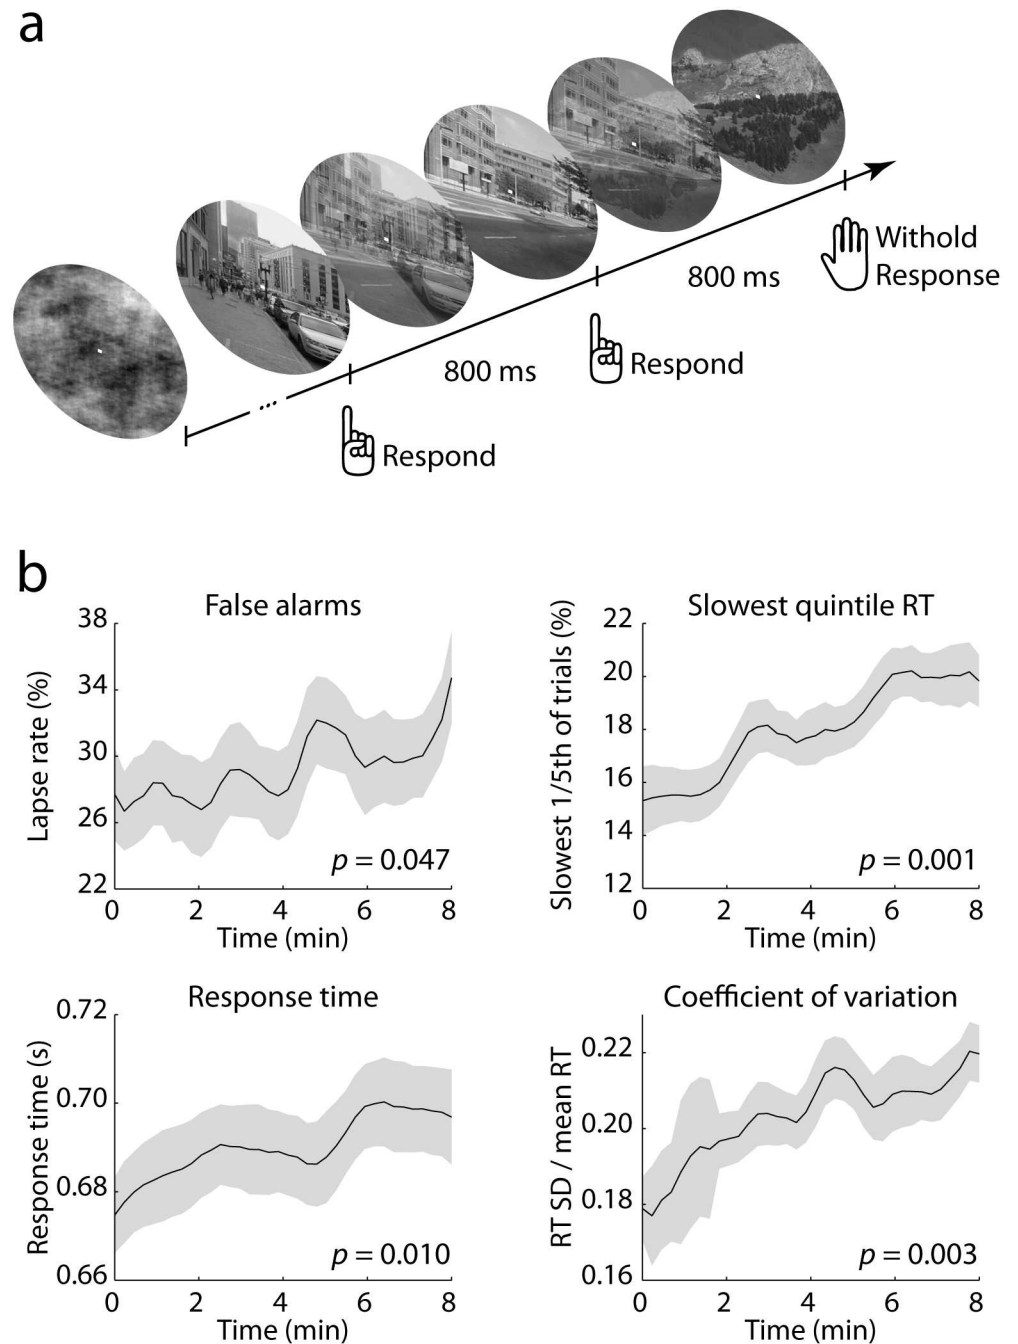 a
Withold
Response
800 ms
800 ms
Respond
...
Respond
b
False alarms
Lapse rate (%)
38
34
30
26
22
p = 0.047
0 2 4 6 8
Time (min)
Slowest quintile RT
Slowest 1/5th of trials (%)
22
20
18
16
14
12
p = 0.001
0 2 4 6 8
Time (min)
Response time
Response time (s)
0.72
0.70
0.68
0.66
p = 0.010
0 2 4 6 8
Time (min)
Coefficient of variation
RT SD / mean RT
0.22
0.20
0.18
0.16
p = 0.003
0 2 4 6 8
Time (min)